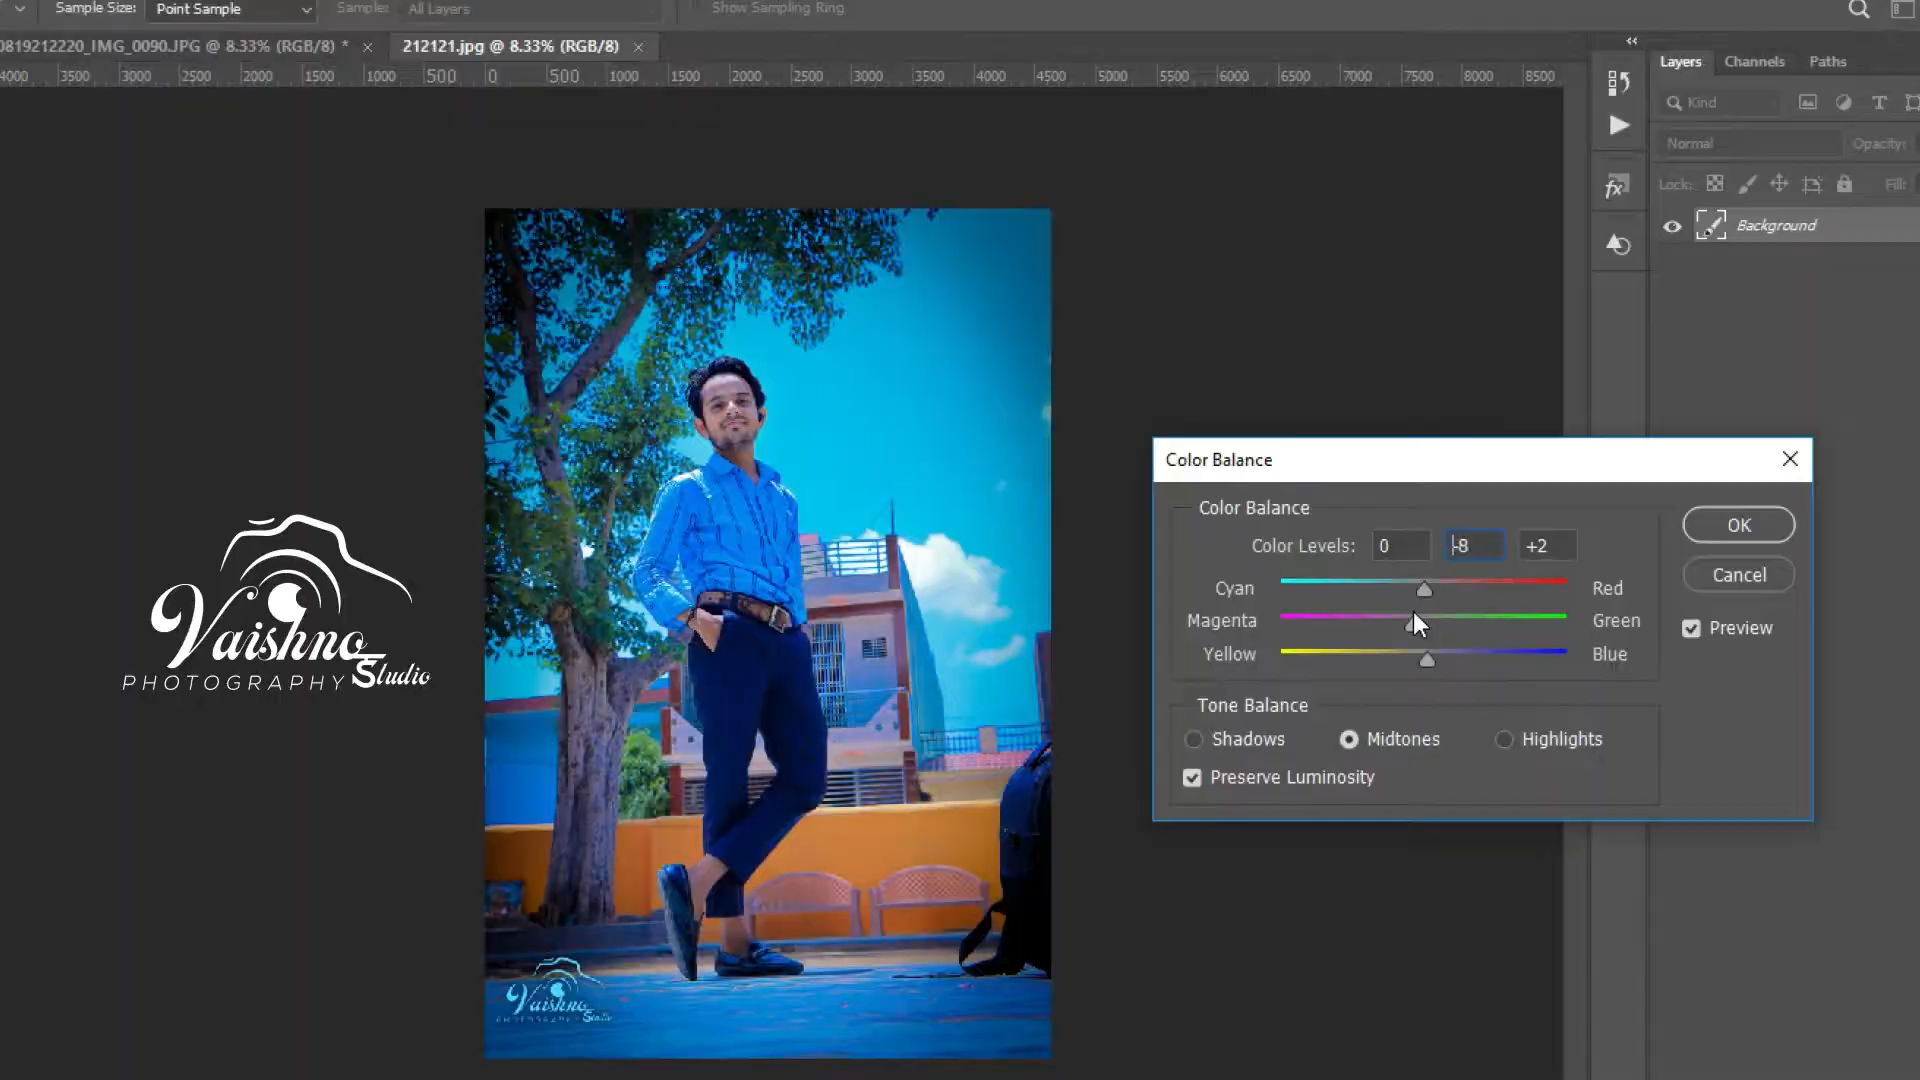 Sample Size: Point Sample Sample: All Layers Show Sampling Ring
0819212220_IMG_0090.JPG @ 8.33% (RGB/8) * × 212121.jpg @ 8.33% (RGB/8) ×
4000 3500 3000 2500 2000 1500 1000 500 0 500 1000 1500 2000 2500 3000 3500 4000 4500 5000 5500 6000 6500 7000 7500 8000 8500
Layers Channels Paths
Kind
Normal Opacity:
Lock: Fill:
Background
Color Balance
Color Balance
OK
Color Levels: 0 -8 +2
Cancel
Cyan Red
Magenta Green
Yellow Blue
Preview
Tone Balance
Shadows Midtones Highlights
Preserve Luminosity
Vaishno
PHOTOGRAPHY Studio
Vaishno
PHOTOGRAPHY Studio